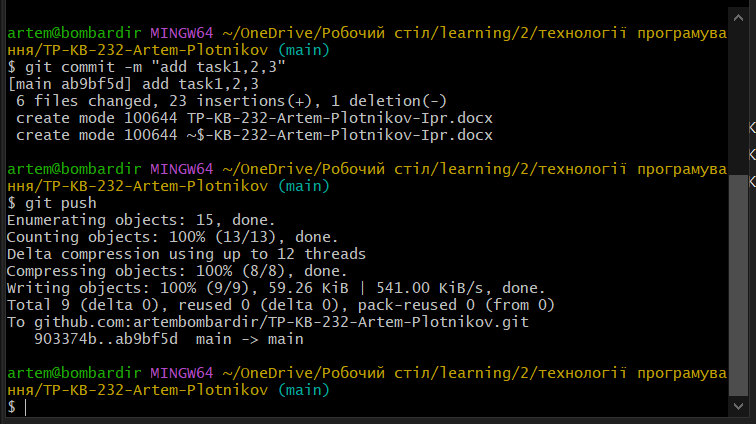 artem@bombardir MINGW64 ~/OneDrive/Робочий стіл/learning/2/технології програмува
ння/TP-KB-232-Artem-Plotnikov (main)
$ git commit -m "add task1,2,3"
[main ab9bf5d] add task1,2,3
 6 files changed, 23 insertions(+), 1 deletion(-)
 create mode 100644 TP-KB-232-Artem-Plotnikov-Ipr.docx
 create mode 100644 ~$-KB-232-Artem-Plotnikov-Ipr.docx
artem@bombardir MINGW64 ~/OneDrive/Робочий стіл/learning/2/технології програмува
ння/TP-KB-232-Artem-Plotnikov (main)
$ git push
Enumerating objects: 15, done.
Counting objects: 100% (13/13), done.
Delta compression using up to 12 threads
Compressing objects: 100% (8/8), done.
Writing objects: 100% (9/9), 59.26 KiB | 541.00 KiB/s, done.
Total 9 (delta 0), reused 0 (delta 0), pack-reused 0 (from 0)
To github.com:artembombardir/TP-KB-232-Artem-Plotnikov.git
   903374b..ab9bf5d  main -> main
artem@bombardir MINGW64 ~/OneDrive/Робочий стіл/learning/2/технології програмува
ння/TP-KB-232-Artem-Plotnikov (main)
$